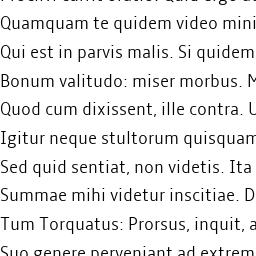 Quamquam te quidem video mini
Qui est in parvis malis. Si quidem
Bonum valitudo: miser morbus.
Quod cum dixissent, ille contra.
Igitur neque stultorum quisquam
Sed quid sentiat, non videtis. Ita
Summae mihi videtur inscitiae. D
Tum Torquatus: Prorsus, inquit, a
Suo genere perveniant ad extrem